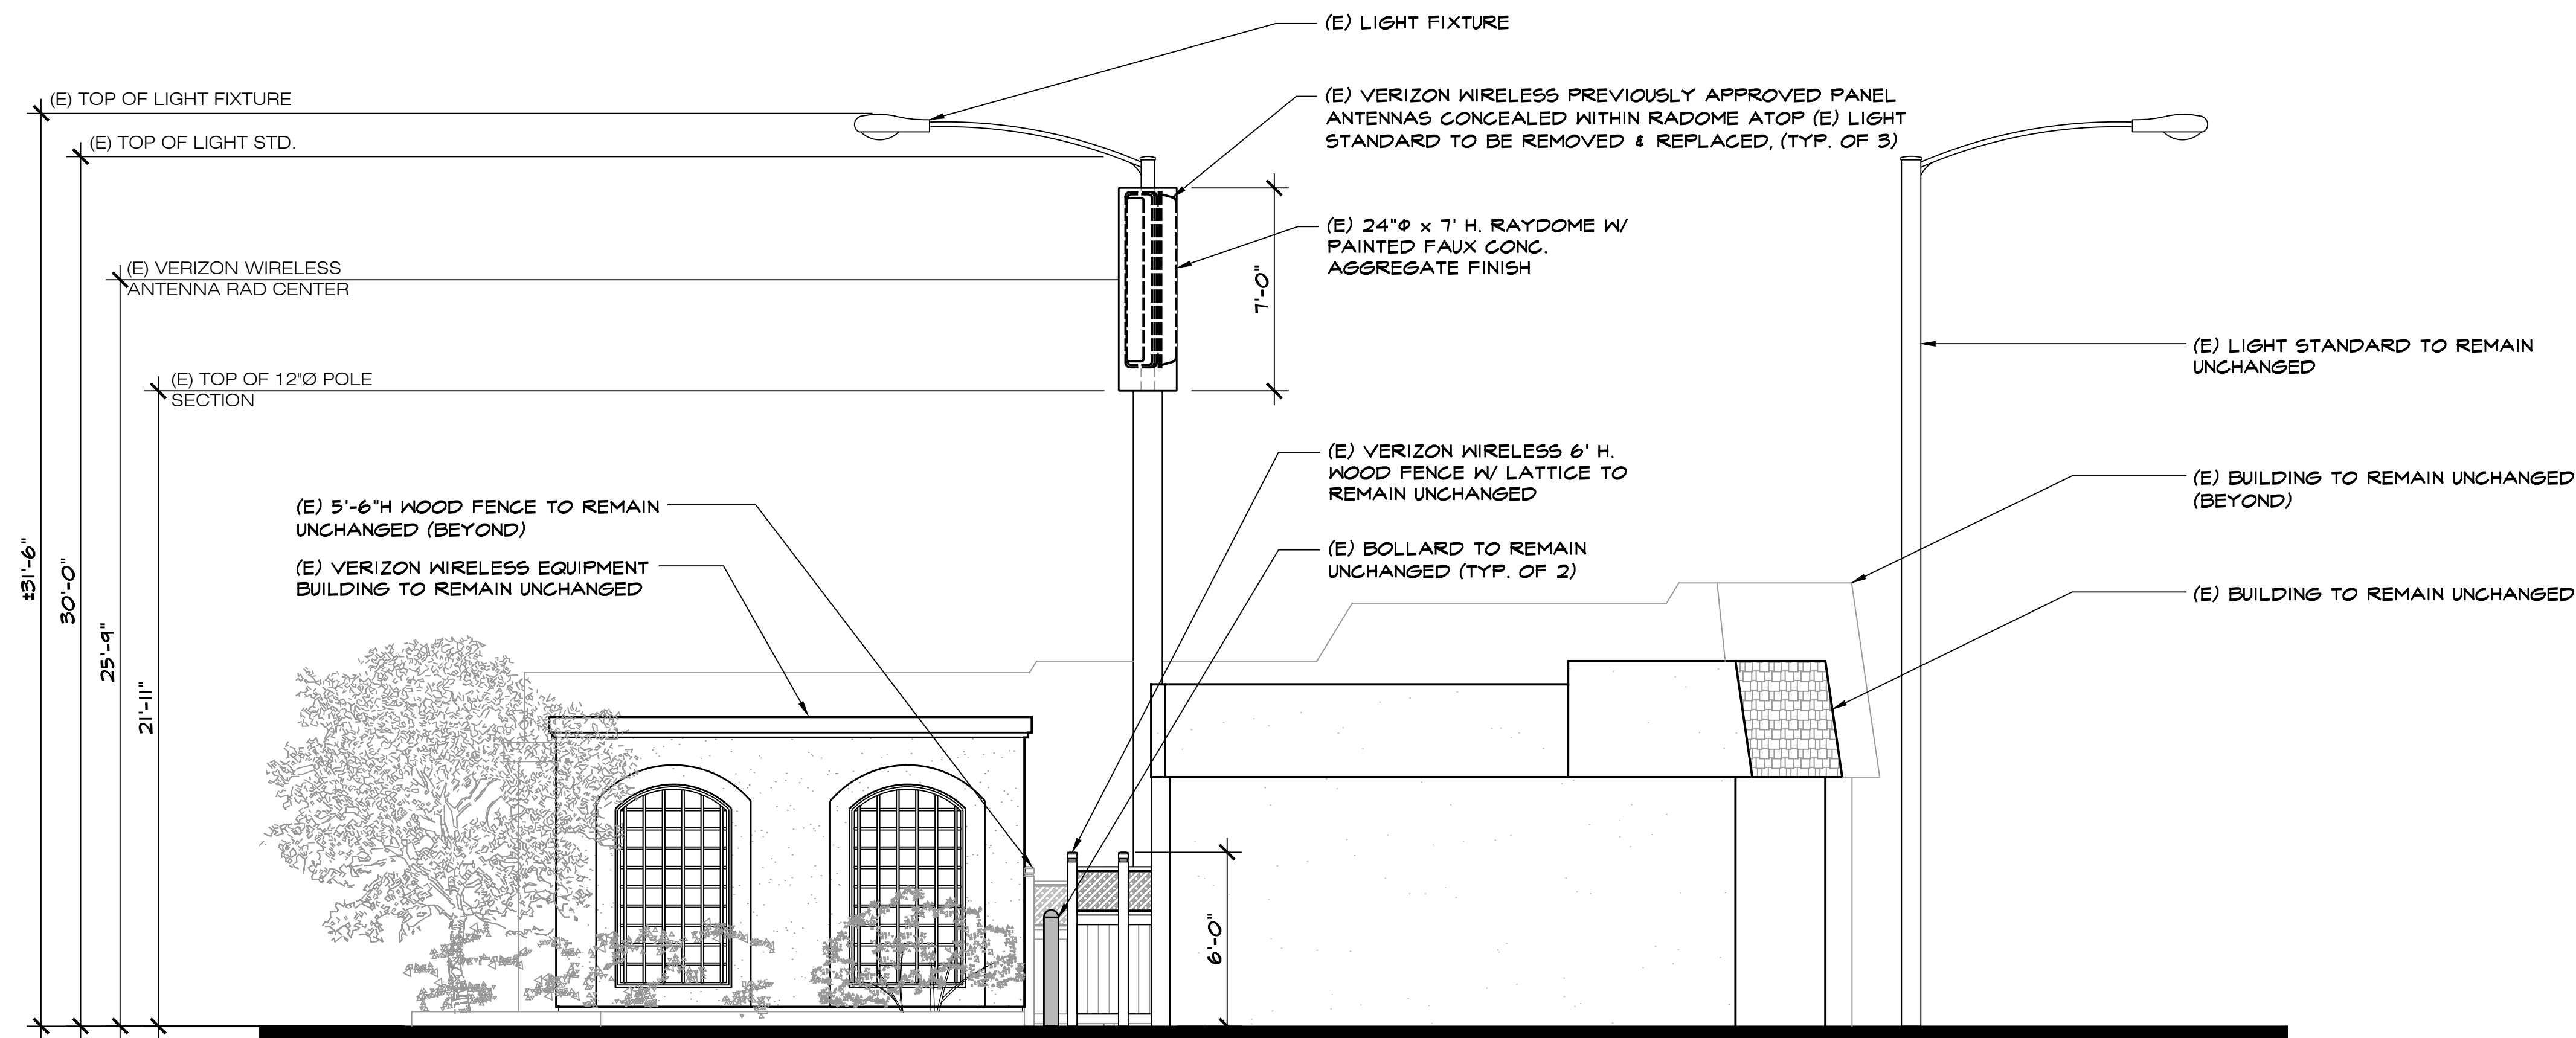 (E) LIGHT FIXTURE
(E) TOP OF LIGHT FIXTURE
(E) VERIZON WIRELESS PREVIOUSLY APPROVED PANEL
ANTENNAS CONCEALED WITHIN RADOME ATOP (E) LIGHT
STANDARD TO BE REMOVED & REPLACED, (TYP. OF 3)
(E) TOP OF LIGHT STD.
(E) 24"Φ x 7' H. RAYDOME W/
PAINTED FAUX CONC.
AGGREGATE FINISH
7'-0"
(E) VERIZON WIRELESS
ANTENNA RAD CENTER
(E) LIGHT STANDARD TO REMAIN
UNCHANGED
(E) TOP OF 12"Ø POLE
SECTION
(E) VERIZON WIRELESS 6' H.
WOOD FENCE W/ LATTICE TO
REMAIN UNCHANGED
(E) BUILDING TO REMAIN UNCHANGED
(BEYOND)
(E) 5'-6"H WOOD FENCE TO REMAIN
UNCHANGED (BEYOND)
(E) BOLLARD TO REMAIN
UNCHANGED (TYP. OF 2)
(E) VERIZON WIRELESS EQUIPMENT
BUILDING TO REMAIN UNCHANGED
(E) BUILDING TO REMAIN UNCHANGED
±31'-6"
30'-0"
25'-9"
21'-11"
6'-0"